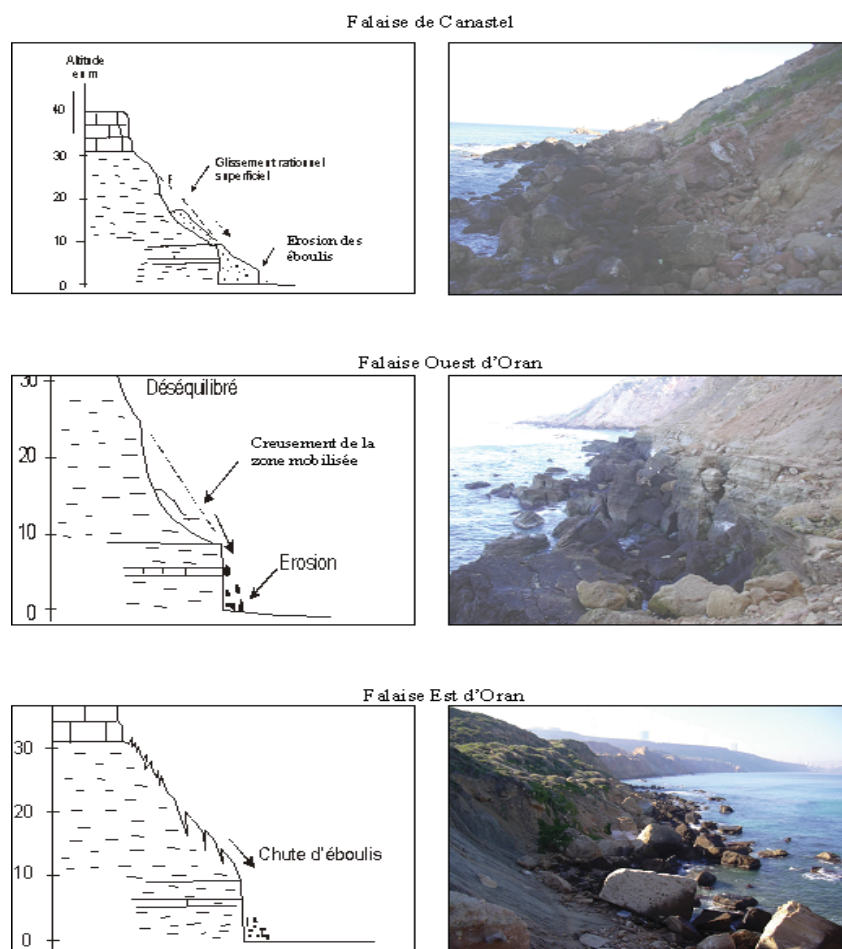 Falaise de Canastel
Altitude
en m
40
30
20
10
0
F
Glissement rationnel
superficiel
Erosion des
éboulis
Falaise Ouest d'Oran
30
20
10
0
Déséquilibré
Creusement de la
zone mobilisée
Erosion
Falaise Est d'Oran
30
20
10
0
Chute d'éboulis